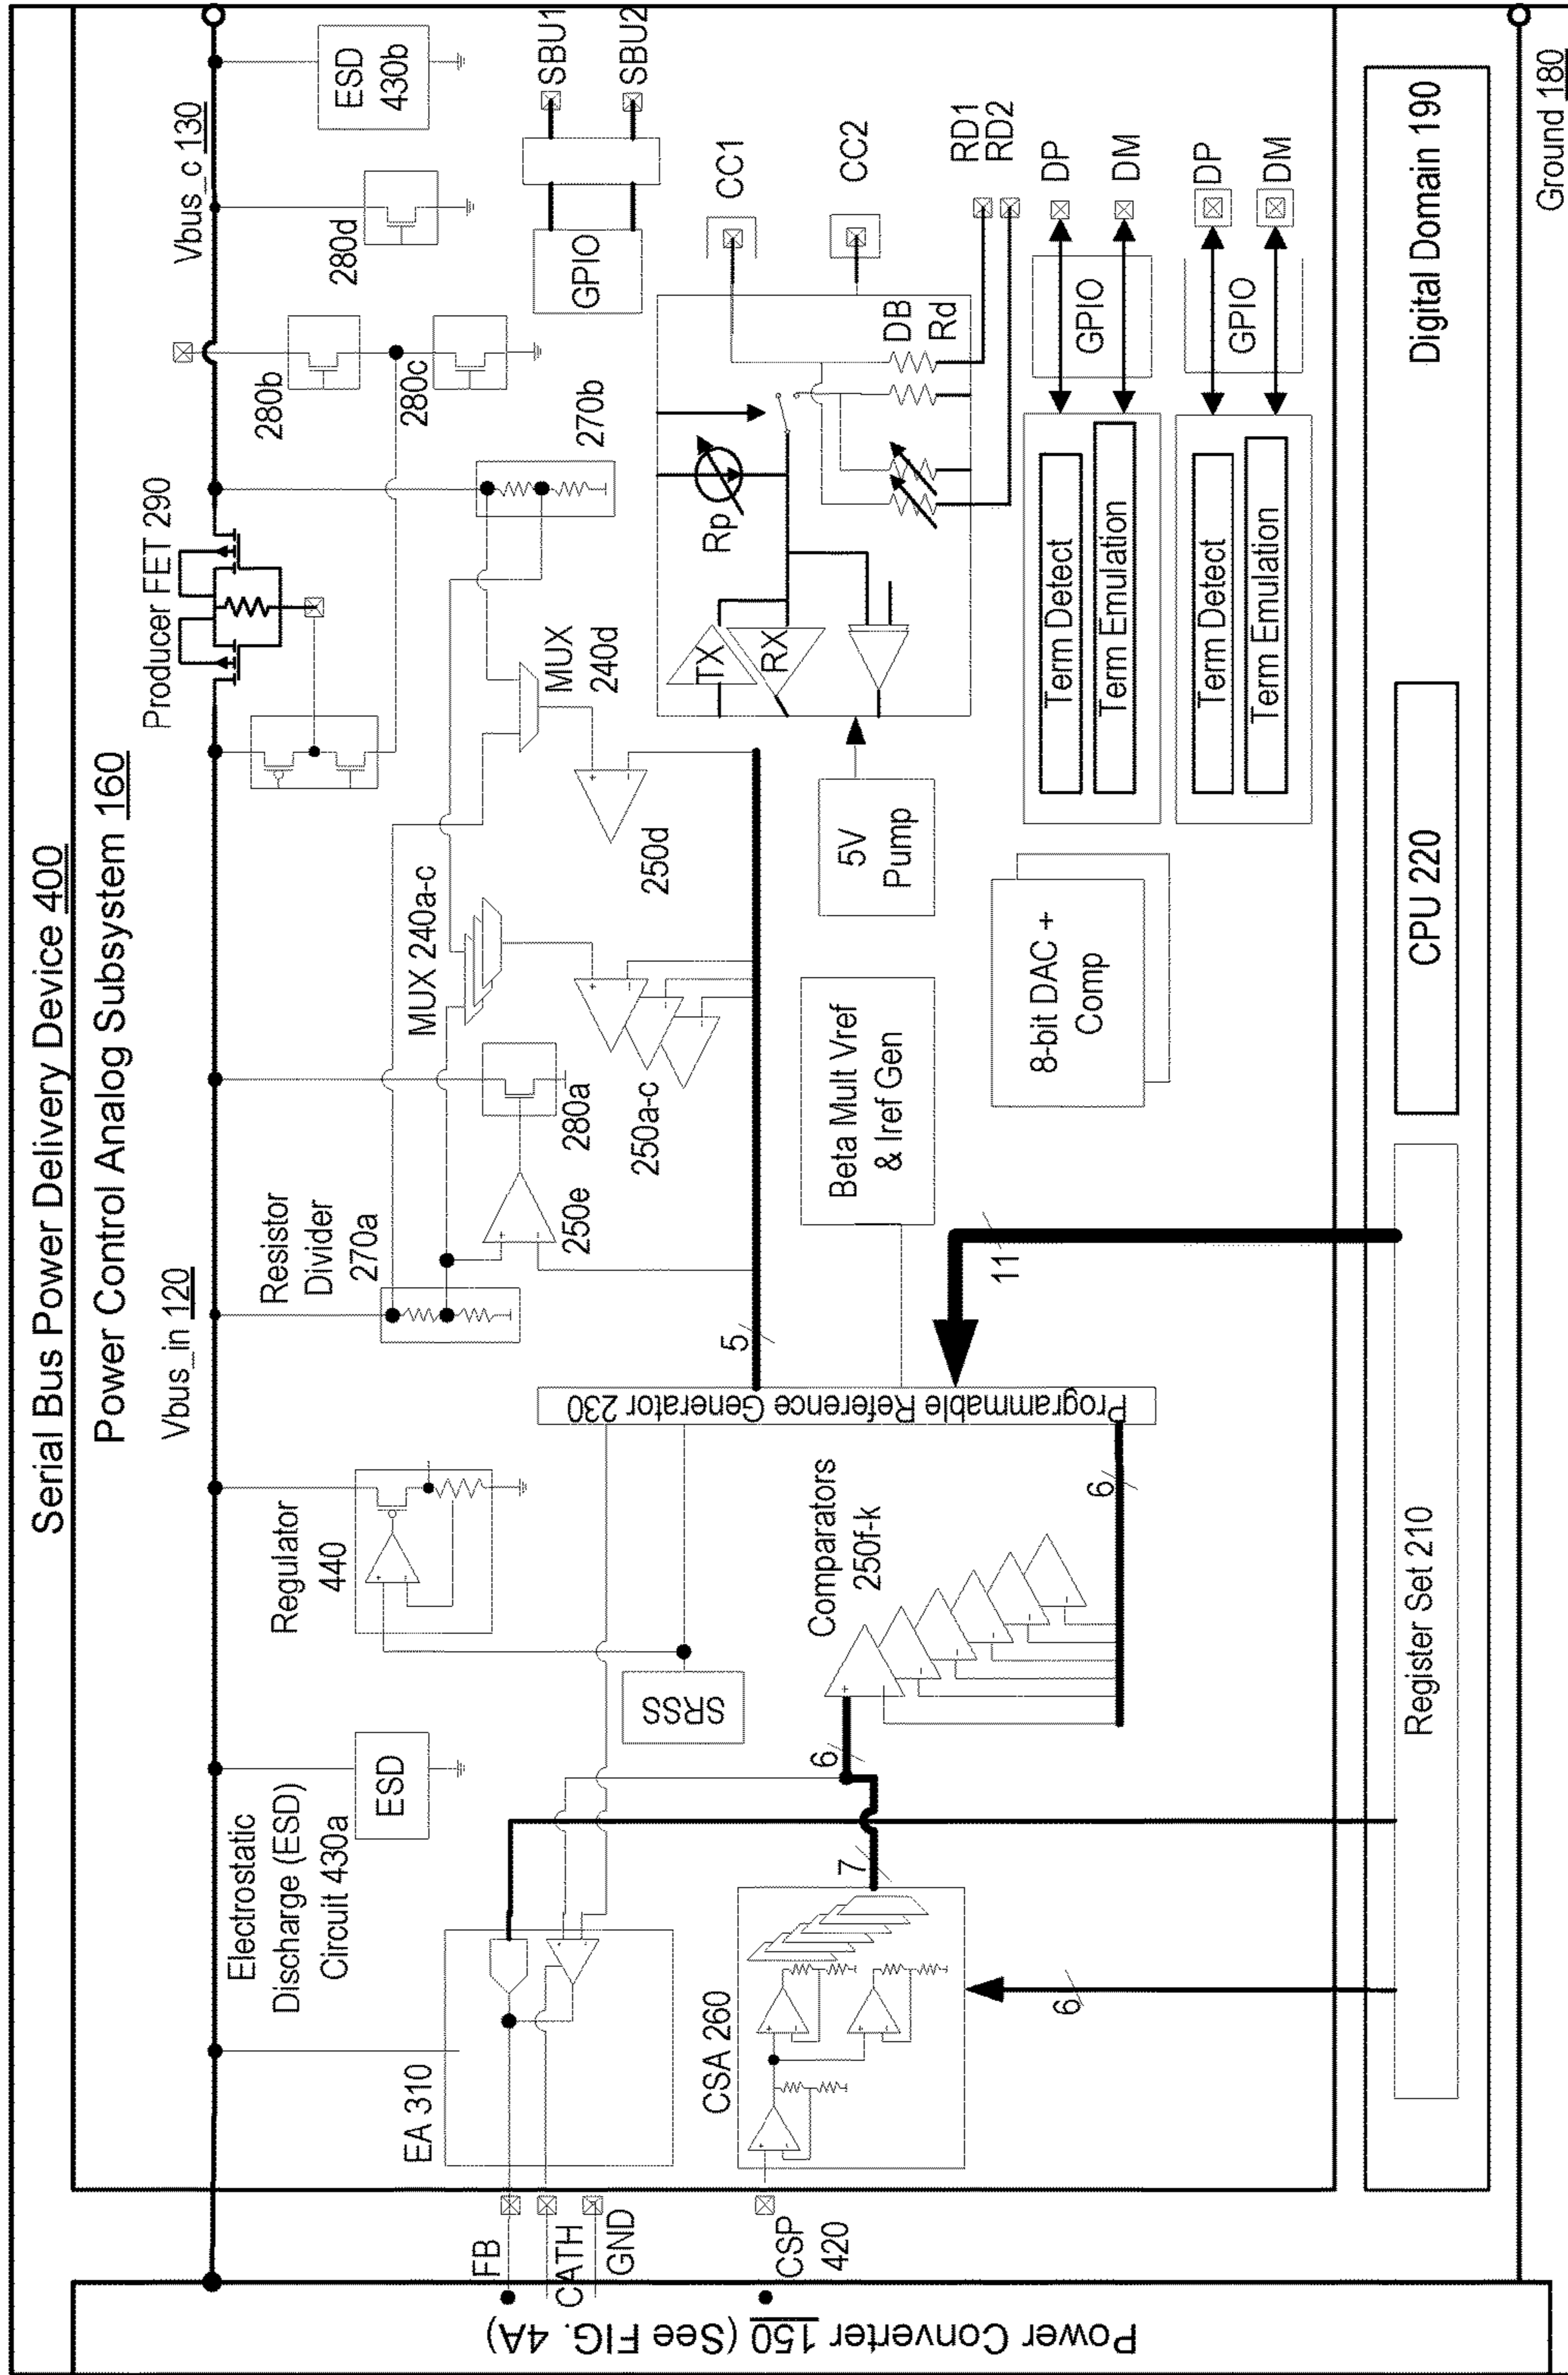 Serial Bus Power Delivery Device 400
Power Control Analog Subsystem 160
Vbus_in 120
Producer FET 290
Vbus_c 130
Electrostatic
Discharge (ESD)
Circuit 430a
ESD
Regulator
440
Resistor
Divider
270a
280a
250e
MUX 240a-c
250a-c
MUX
240d
250d
270b
280b
280c
280d
ESD
430b
GPIO
SBU1
SBU2
EA 310
FB
CATH
GND
CSP
420
CSA 260
SRSS
Comparators
250f-k
7
6
6
6
5
11
Programmable Reference Generator 230
Beta Mult Vref
& Iref Gen
8-bit DAC +
Comp
5V
Pump
TX
RX
Rp
DB
Rd
CC1
CC2
RD1
RD2
Term Detect
Term Emulation
GPIO
DP
DM
Term Detect
Term Emulation
GPIO
DP
DM
Register Set 210
CPU 220
Digital Domain 190
Ground 180
Power Converter 150 (See FIG. 4A)